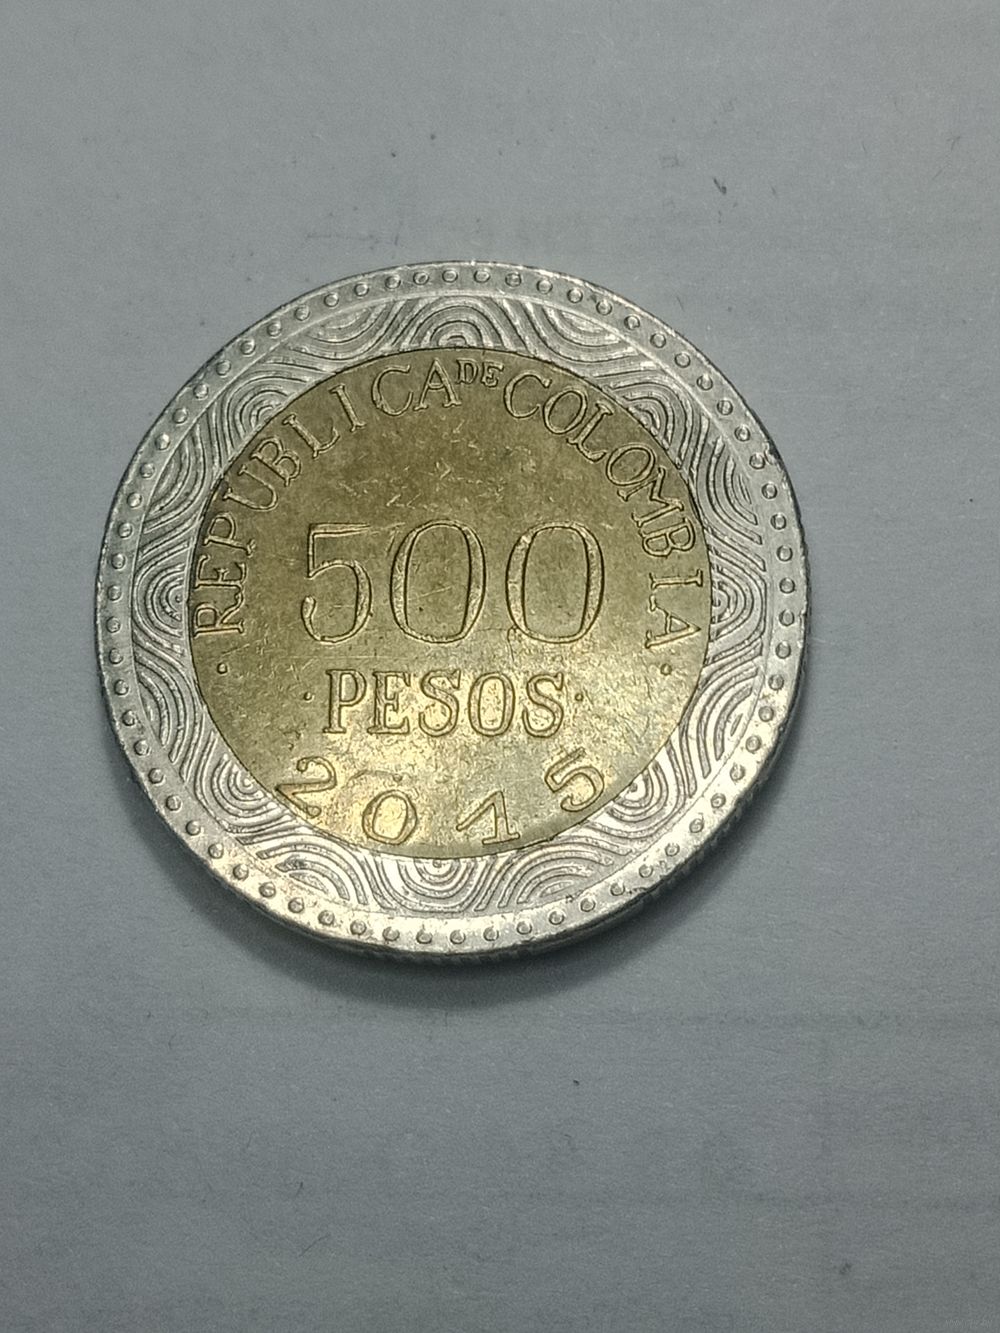 REPUBLICA DE COLOMBIA
500
PESOS
2015